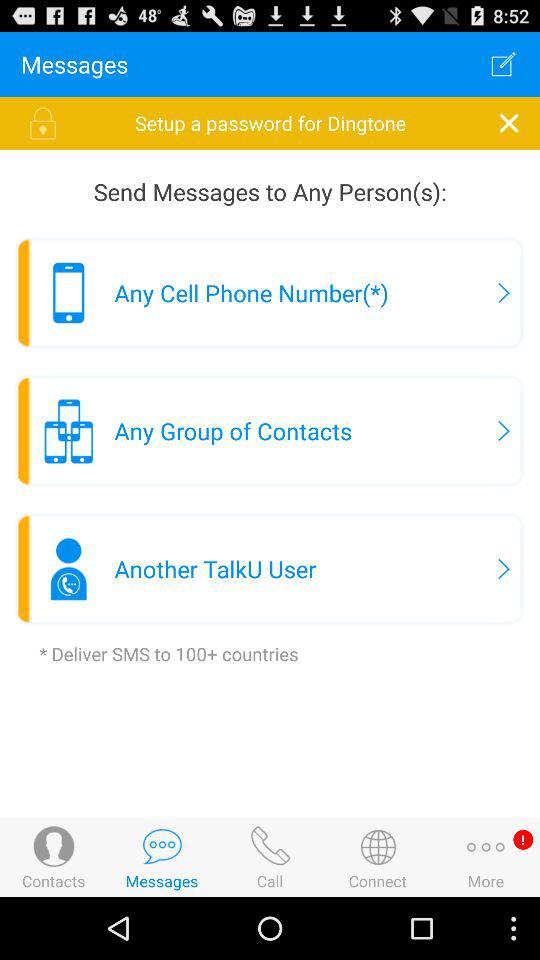 48°
8:52
Messages
Setup a password for Dingtone
Send Messages to Any Person(s):
Any Cell Phone Number(*)
Any Group of Contacts
Another TalkU User
* Deliver SMS to 100+ countries
Contacts Messages Call Connect More !